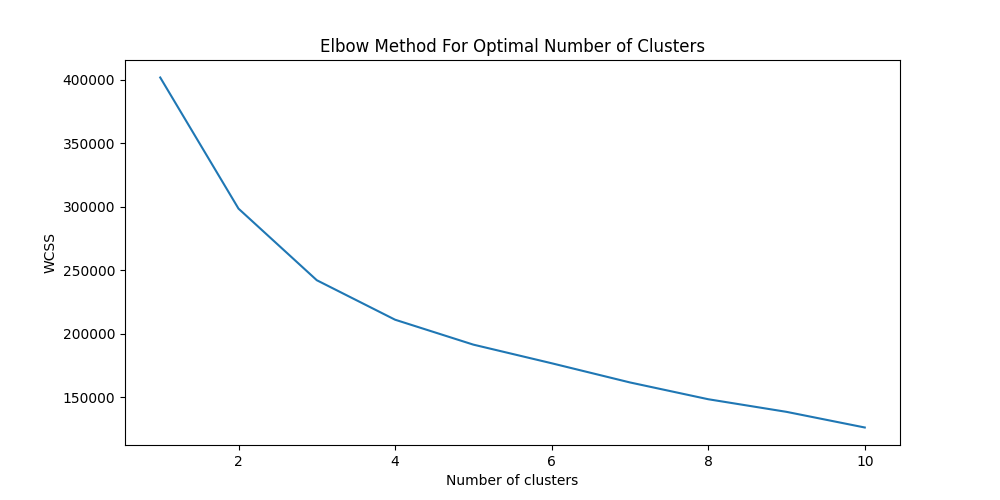 Elbow Method For Optimal Number of Clusters
400000
350000
300000
250000
200000
150000
WCSS
2 4 6 8 10
Number of clusters